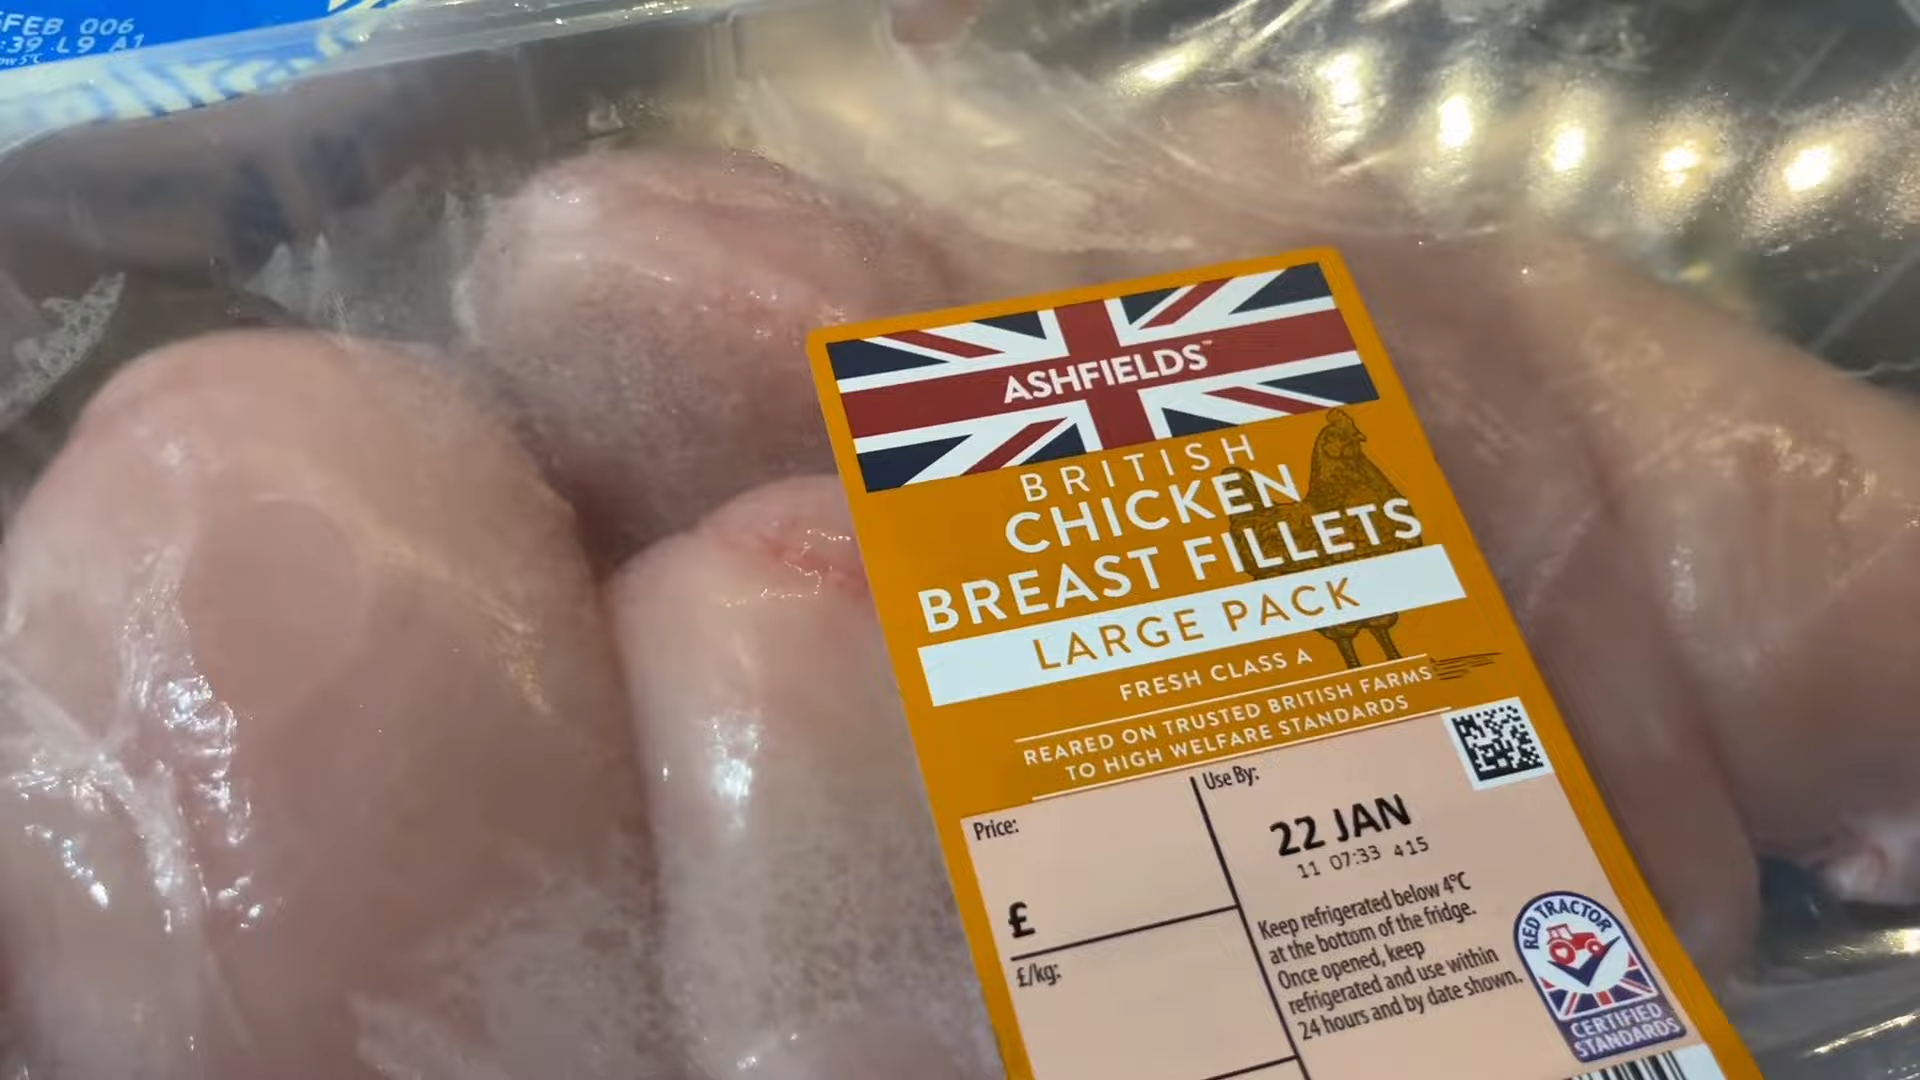 FEB 006
:39 L9 A1
5°C
ASHFIELDS™
BRITISH
CHICKEN
BREAST FILLETS
LARGE PACK
FRESH CLASS A
REARED ON TRUSTED BRITISH FARMS
TO HIGH WELFARE STANDARDS
Price:
£
£/kg:
Use By:
22 JAN
11 07:33 415
Keep refrigerated below 4°C
at the bottom of the fridge.
Once opened, keep
refrigerated and use within
24 hours and by date shown.
RED TRACTOR
CERTIFIED
STANDARDS